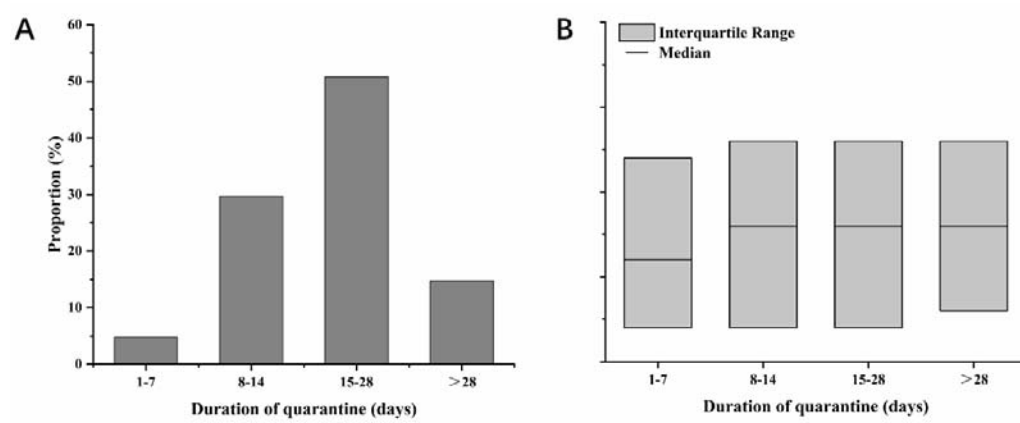 A
60
50
40
30
20
10
0
Proportion (%)
1-7 8-14 15-28 >28
Duration of quarantine (days)
B
Interquartile Range
Median
1-7 8-14 15-28 >28
Duration of quarantine (days)